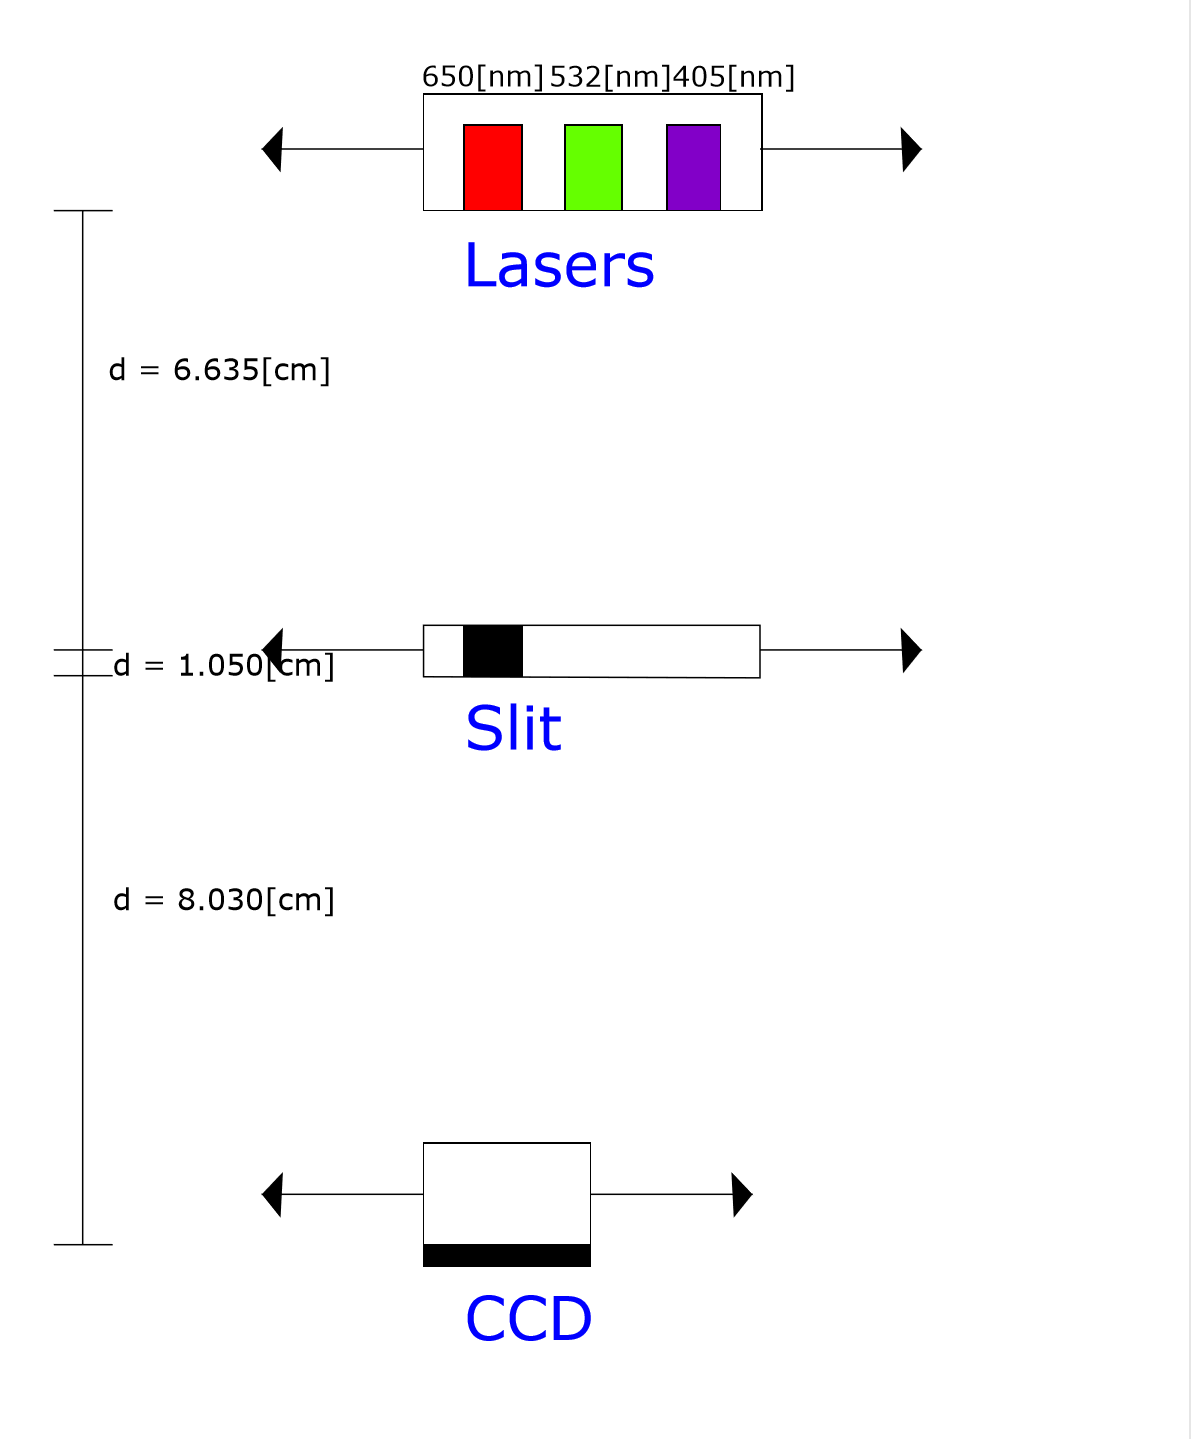 650[nm] 532[nm] 405[nm]
Lasers
d = 6.635[cm]
d = 1.050[cm]
Slit
d = 8.030[cm]
CCD